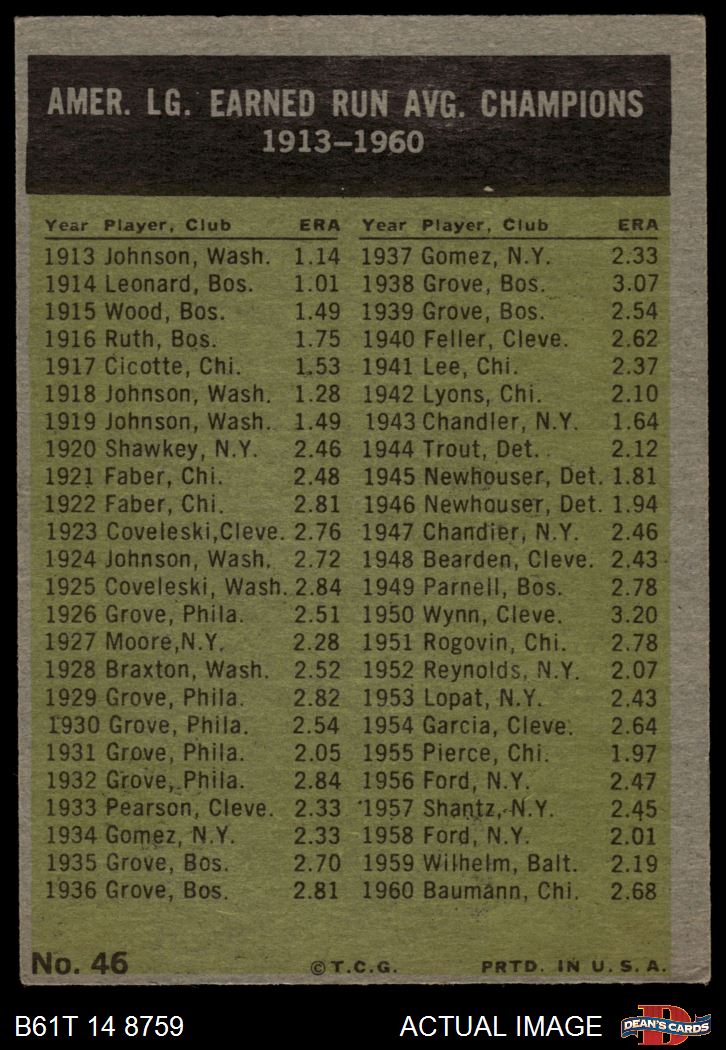 AMER. LG. EARNED RUN AVG. CHAMPIONS
1913–1960
Year Player, Club ERA
1913 Johnson, Wash. 1.14
1914 Leonard, Bos. 1.01
1915 Wood, Bos. 1.49
1916 Ruth, Bos. 1.75
1917 Cicotte, Chi. 1.53
1918 Johnson, Wash. 1.28
1919 Johnson, Wash. 1.49
1920 Shawkey, N.Y. 2.46
1921 Faber, Chi. 2.48
1922 Faber, Chi. 2.81
1923 Coveleski,Cleve. 2.76
1924 Johnson, Wash. 2.72
1925 Coveleski, Wash. 2.84
1926 Grove, Phila. 2.51
1927 Moore,N.Y. 2.28
1928 Braxton, Wash. 2.52
1929 Grove, Phila. 2.82
1930 Grove, Phila. 2.54
1931 Grove, Phila. 2.05
1932 Grove, Phila. 2.84
1933 Pearson, Cleve. 2.33
1934 Gomez, N.Y. 2.33
1935 Grove, Bos. 2.70
1936 Grove, Bos. 2.81
Year Player, Club ERA
1937 Gomez, N.Y. 2.33
1938 Grove, Bos. 3.07
1939 Grove, Bos. 2.54
1940 Feller, Cleve. 2.62
1941 Lee, Chi. 2.37
1942 Lyons, Chi. 2.10
1943 Chandler, N.Y. 1.64
1944 Trout, Det. 2.12
1945 Newhouser, Det. 1.81
1946 Newhouser, Det. 1.94
1947 Chandler, N.Y. 2.46
1948 Bearden, Cleve. 2.43
1949 Parnell, Bos. 2.78
1950 Wynn, Cleve. 3.20
1951 Rogovin, Chi. 2.78
1952 Reynolds, N.Y. 2.07
1953 Lopat, N.Y. 2.43
1954 Garcia, Cleve. 2.64
1955 Pierce, Chi. 1.97
1956 Ford, N.Y. 2.47
1957 Shantz, N.Y. 2.45
1958 Ford, N.Y. 2.01
1959 Wilhelm, Balt. 2.19
1960 Baumann, Chi. 2.68
No. 46 ©T.C.G. PRTD. IN U.S.A.
B61T 14 8759 ACTUAL IMAGE
D
DEAN'S CARDS